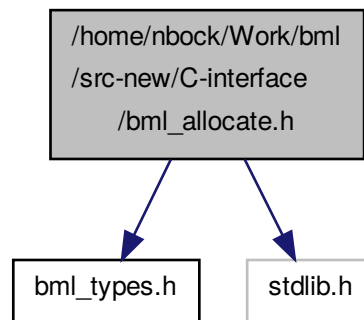 /home/nbock/Work/bml
/src-new/C-interface
/bml_allocate.h
bml_types.h
stdlib.h